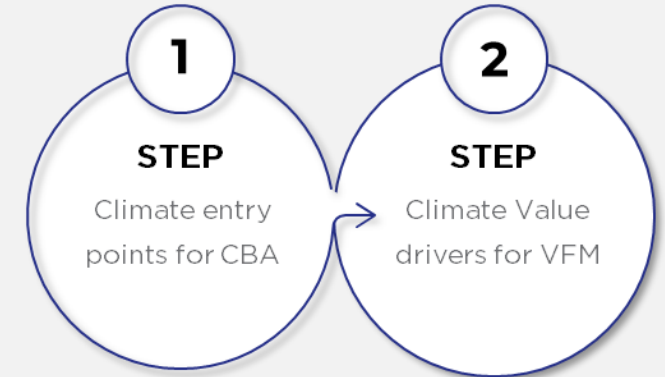 1
STEP
Climate entry
points for CBA
2
STEP
Climate Value
drivers for VFM